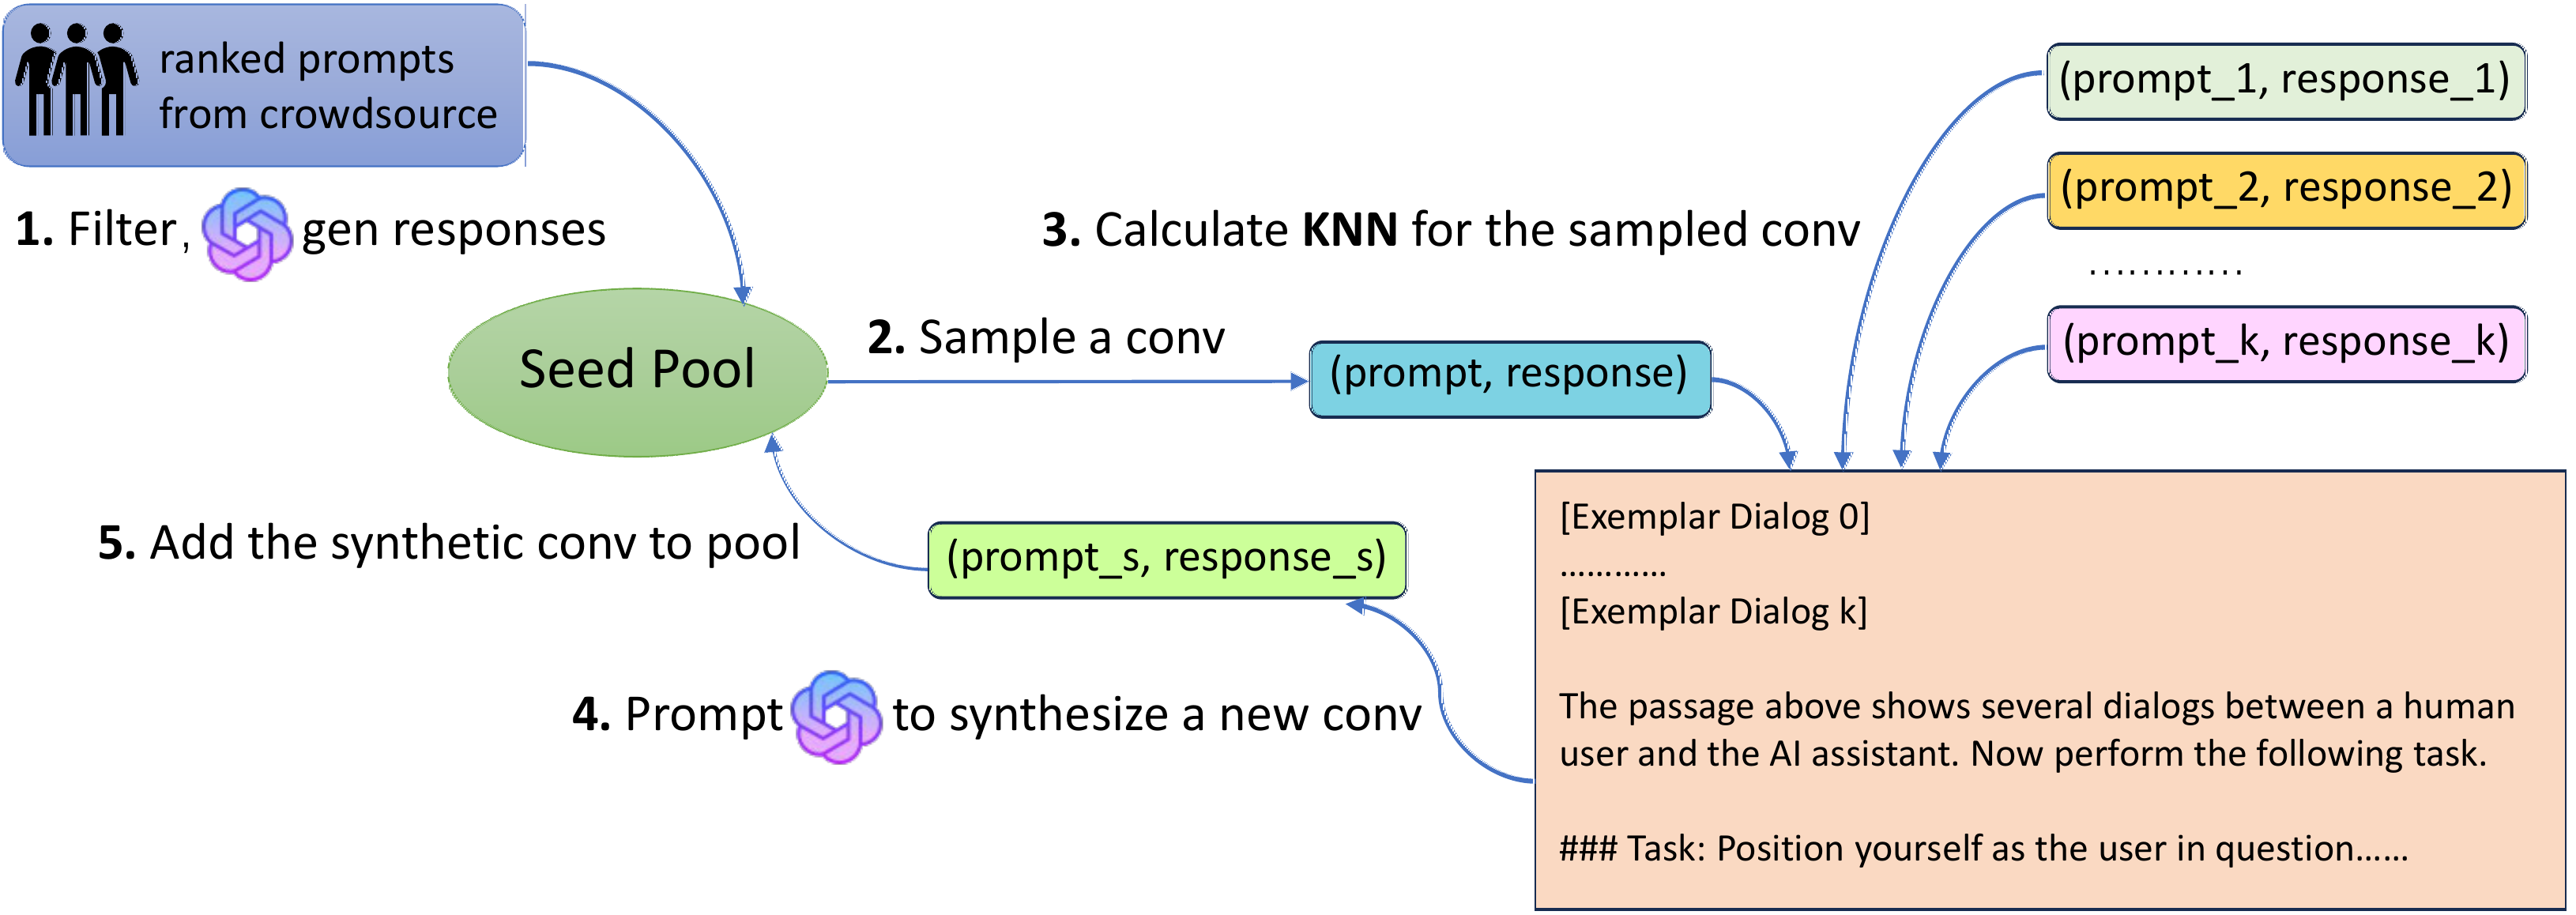 ranked prompts
from crowdsource
1. Filter, gen responses
Seed Pool
2. Sample a conv
(prompt, response)
3. Calculate KNN for the sampled conv
(prompt_1, response_1)
(prompt_2, response_2)
............
(prompt_k, response_k)
[Exemplar Dialog 0]
............
[Exemplar Dialog k]
The passage above shows several dialogs between a human
user and the AI assistant. Now perform the following task.
### Task: Position yourself as the user in question......
4. Prompt to synthesize a new conv
(prompt_s, response_s)
5. Add the synthetic conv to pool